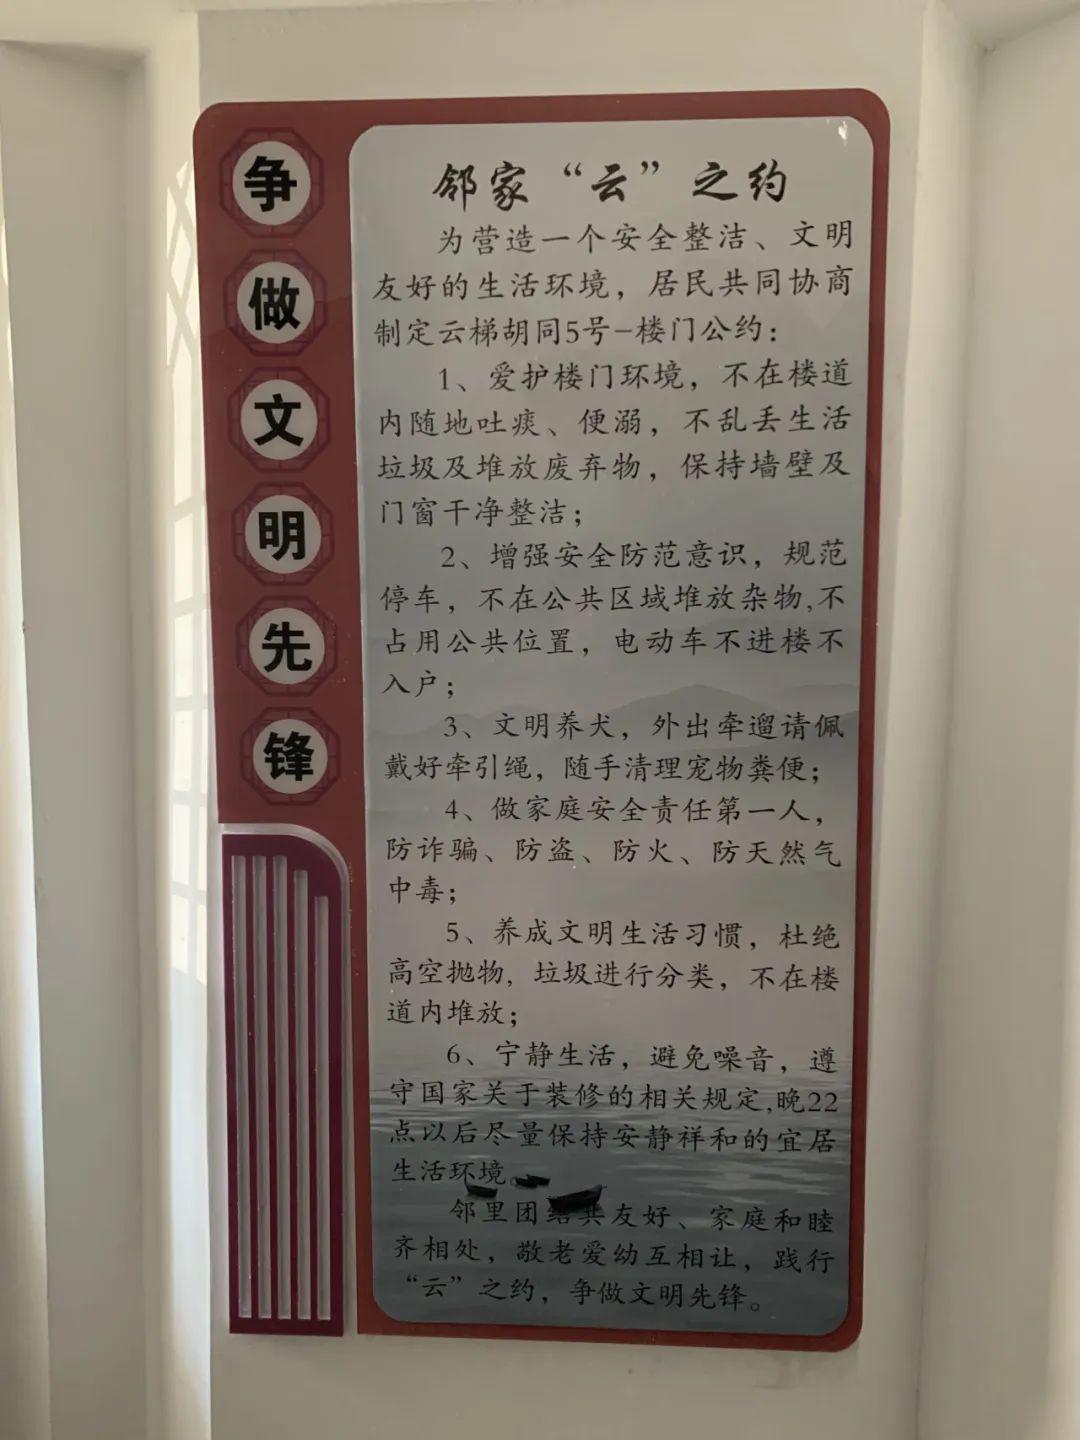 争
做
文
明
先
锋
邻家“云”之约
为营造一个安全整洁、文明
友好的生活环境，居民共同协商
制定云梯胡同5号-楼门公约：
1、爱护楼门环境，不在楼道
内随地吐痰、便溺，不乱丢生活
垃圾及堆放废弃物，保持墙壁及
门窗干净整洁；
2、增强安全防范意识，规范
停车，不在公共区域堆放杂物,不
占用公共位置，电动车不进楼不
入户；
3、文明养犬，外出牵遛请佩
戴好牵引绳，随手清理宠物粪便；
4、做家庭安全责任第一人，
防诈骗、防盗、防火、防天然气
中毒；
5、养成文明生活习惯，杜绝
高空抛物，垃圾进行分类，不在楼
道内堆放；
6、宁静生活，避免噪音，遵
守国家关于装修的相关规定,晚22
点以后尽量保持安静祥和的宜居
生活环境。
邻里团结共友好、家庭和睦
齐相处，敬老爱幼互相让，践行
“云”之约，争做文明先锋。